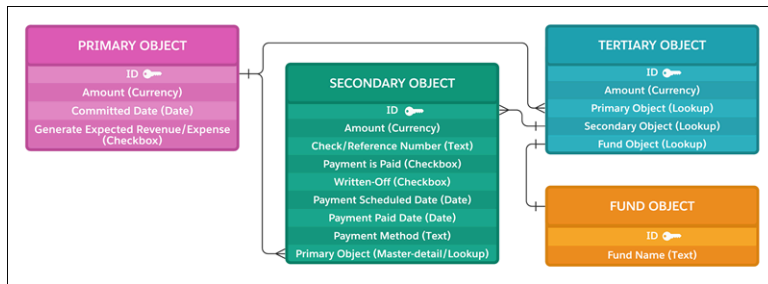 PRIMARY OBJECT
ID
Amount (Currency)
Committed Date (Date)
Generate Expected Revenue/Expense
(Checkbox)
SECONDARY OBJECT
ID
Amount (Currency)
Check/Reference Number (Text)
Payment is Paid (Checkbox)
Written-Off (Checkbox)
Payment Scheduled Date (Date)
Payment Paid Date (Date)
Payment Method (Text)
Primary Object (Master-detail/Lookup)
TERTIARY OBJECT
ID
Amount (Currency)
Primary Object (Lookup)
Secondary Object (Lookup)
Fund Object (Lookup)
FUND OBJECT
ID
Fund Name (Text)